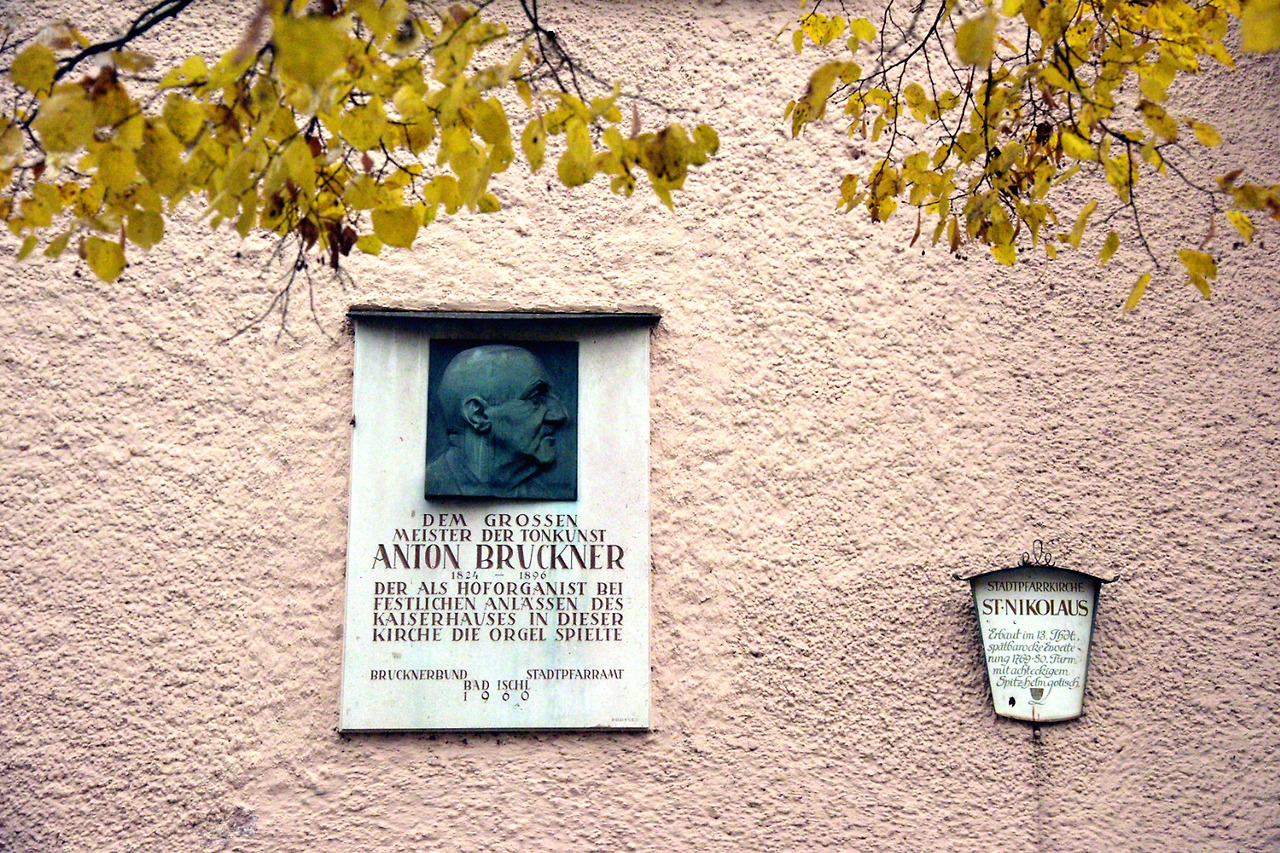 DEM GROSSEN
MEISTER DER TONKUNST
ANTON BRUCKNER
1824 – 1896
DER ALS HOFORGANIST BEI
FESTLICHEN ANLÄSSEN DES
KAISERHAUSES IN DIESER
KIRCHE DIE ORGEL SPIELTE
BRUCKNERBUND STADTPFARRAMT
BAD ISCHL
1960
STADTPFARRKIRCHE
ST·NIKOLAUS
Erbaut im 13. Jhdt.
spätbarocke Erweite-
rung 1769-80. Turm
mit achteckigem
Spitzhelm gotisch.